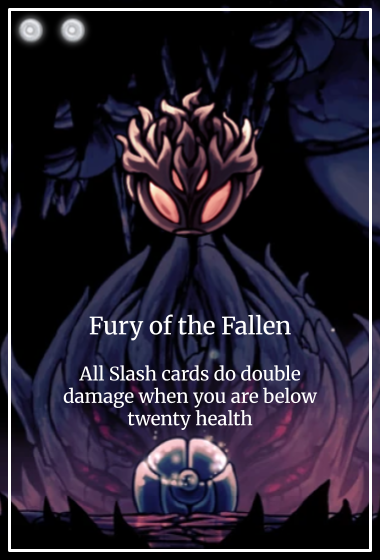 Fury of the Fallen
All Slash cards do double
damage when you are below
twenty health